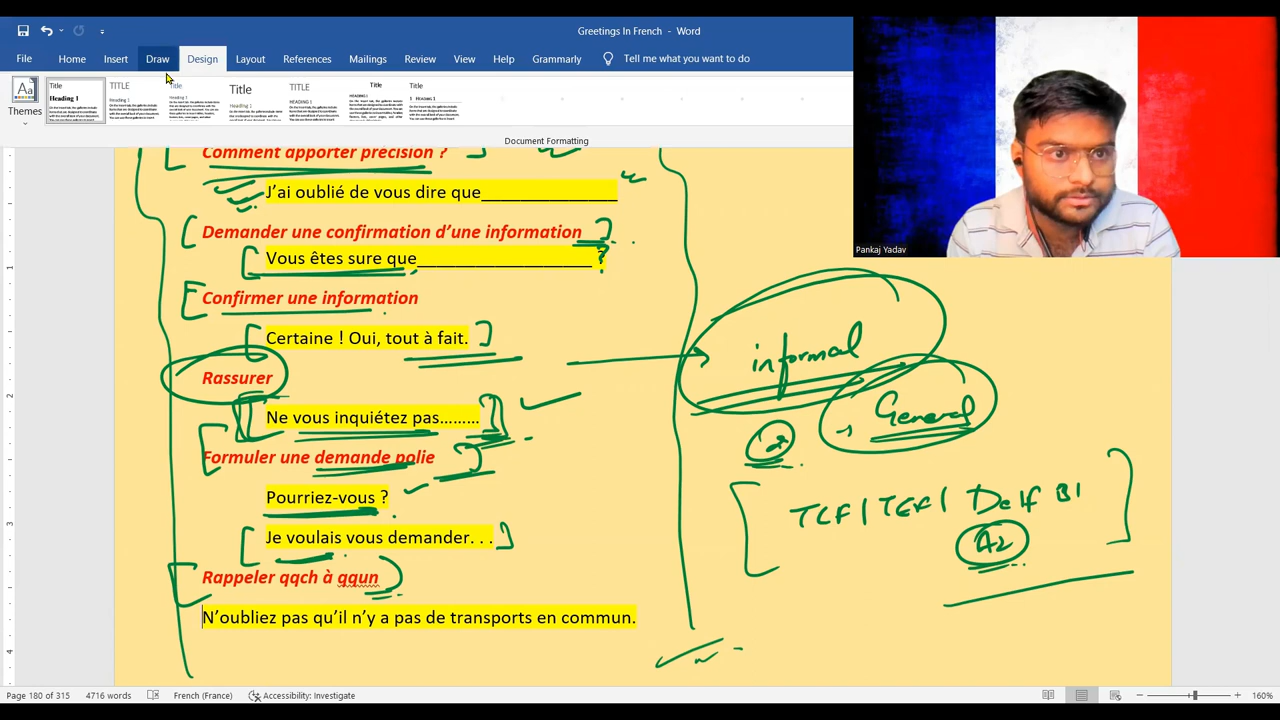 Greetings In French - Word
File Home Insert Draw Design Layout References Mailings Review View Help Grammarly Tell me what you want to do
Themes
Document Formatting
Pankaj Yadav
Comment apporter précision ?
J’ai oublié de vous dire que_______________
Demander une confirmation d’une information
Vous êtes sure que___________________ ?
Confirmer une information
Certaine ! Oui, tout à fait.
informal
Rassurer
Ne vous inquiétez pas………
General
Formuler une demande polie
Pourriez-vous ?
TCF | TEF | Delf B1
Je voulais vous demander. . .
A2
Rappeler qqch à qqun
N’oubliez pas qu’il n’y a pas de transports en commun.
Page 180 of 315 4716 words French (France) Accessibility: Investigate 160%